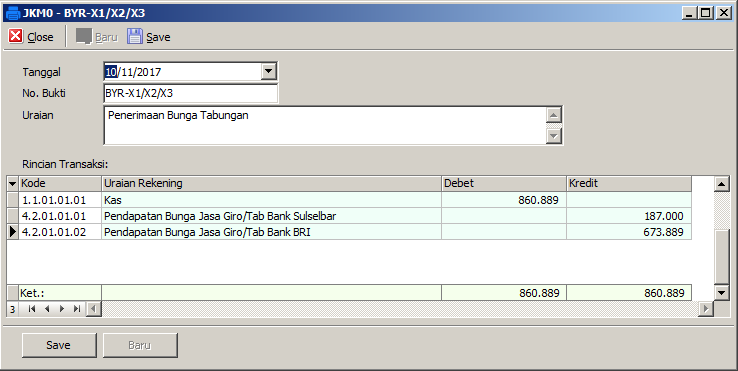 JKM0 - BYR-X1/X2/X3
Close Baru Save
Tanggal 10/11/2017
No. Bukti BYR-X1/X2/X3
Uraian Penerimaan Bunga Tabungan
Rincian Transaksi:
Kode Uraian Rekening Debet Kredit
1.1.01.01.01 Kas 860.889
4.2.01.01.01 Pendapatan Bunga Jasa Giro/Tab Bank Sulselbar 187.000
4.2.01.01.02 Pendapatan Bunga Jasa Giro/Tab Bank BRI 673.889
Ket.: 860.889 860.889
3
Save Baru